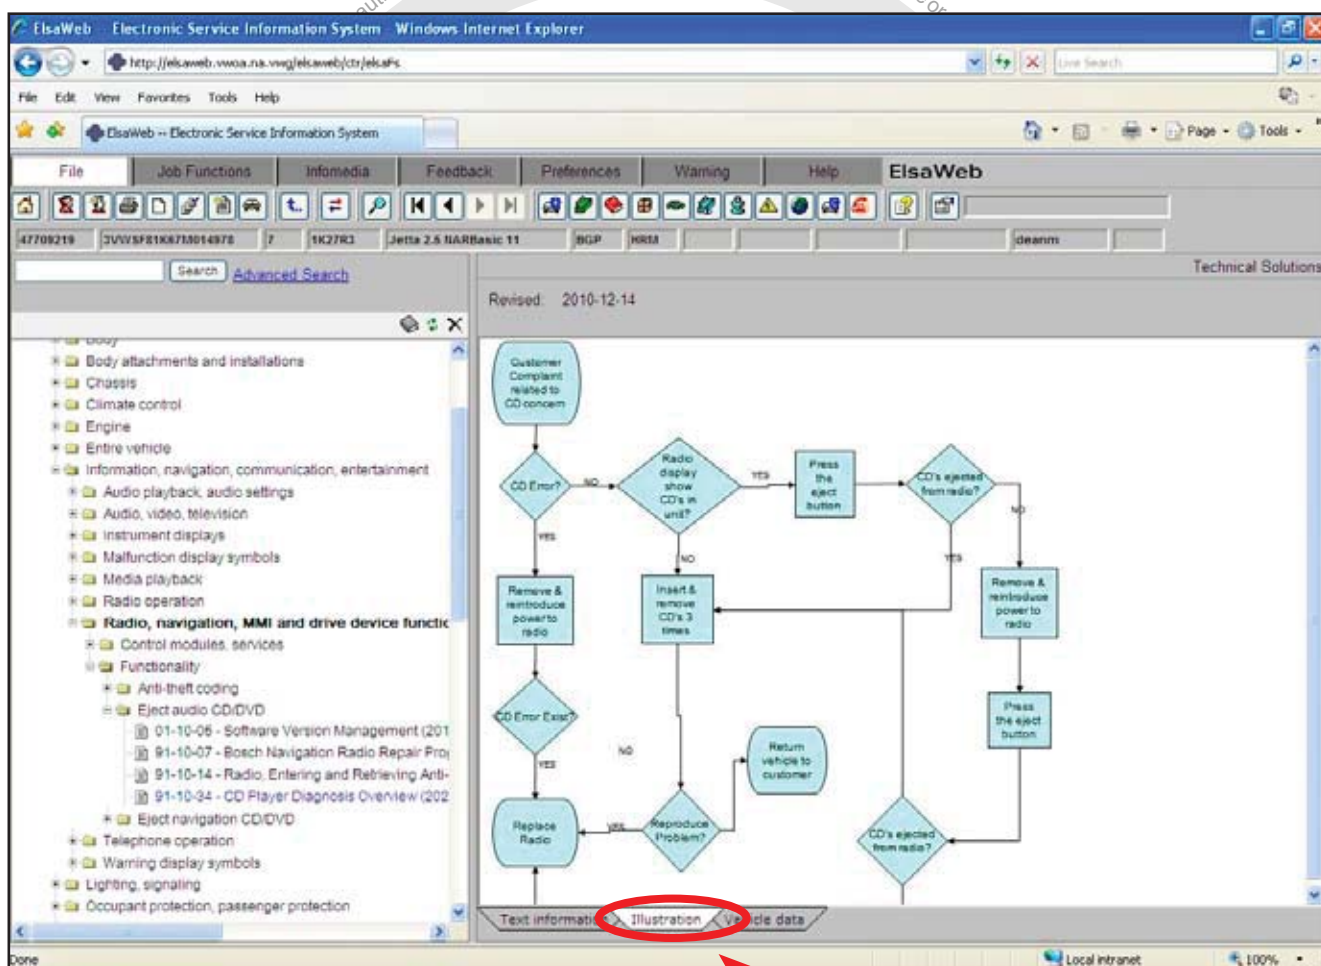 ElsaWeb Electronic Service Information System Windows Internet Explorer
http://elsaweb.vwoa.na.vwg/elsaweb/ctr/elsaFs
Live Search
File Edit View Favorites Tools Help
ElsaWeb -- Electronic Service Information System
Page Tools
File Job Functions Infomedia Feedback Preferences Warning Help ElsaWeb
47709219 3VWSF81K67M014978 7 1K27R3 Jetta 2.5 NARBasic 11 BGP HRM deanm
Search Advanced Search
Technical Solutions
Revised: 2010-12-14
Body
Body attachments and installations
Chassis
Climate control
Engine
Entire vehicle
Information, navigation, communication, entertainment
Audio playback, audio settings
Audio, video, television
Instrument displays
Malfunction display symbols
Media playback
Radio operation
Radio, navigation, MMI and drive device functic
Control modules, services
Functionality
Anti-theft coding
Eject audio CD/DVD
01-10-06 - Software Version Management (201
91-10-07 - Bosch Navigation Radio Repair Pro
91-10-14 - Radio, Entering and Retrieving Anti-
91-10-34 - CD Player Diagnosis Overview (202
Eject navigation CD/DVD
Telephone operation
Warning display symbols
Lighting, signaling
Occupant protection, passenger protection
Customer
Complaint
related to
CD concern
CD Error?
NO
Radio
display
show
CD's in
unit?
YES
Press
the
eject
button
CD's ejected
from radio?
NO
YES
YES
NO
Remove &
reintroduce
power to
radio
Insert &
remove
CD's 3
times
Remove &
reintroduce
power to
radio
CD Error Exist?
NO
YES
Press
the eject
button
Return
vehicle to
customer
Replace
Radio
YES
Reproduce
Problem?
CD's ejected
from radio?
Text information Illustration Vehicle data
Done
Local intranet 100%